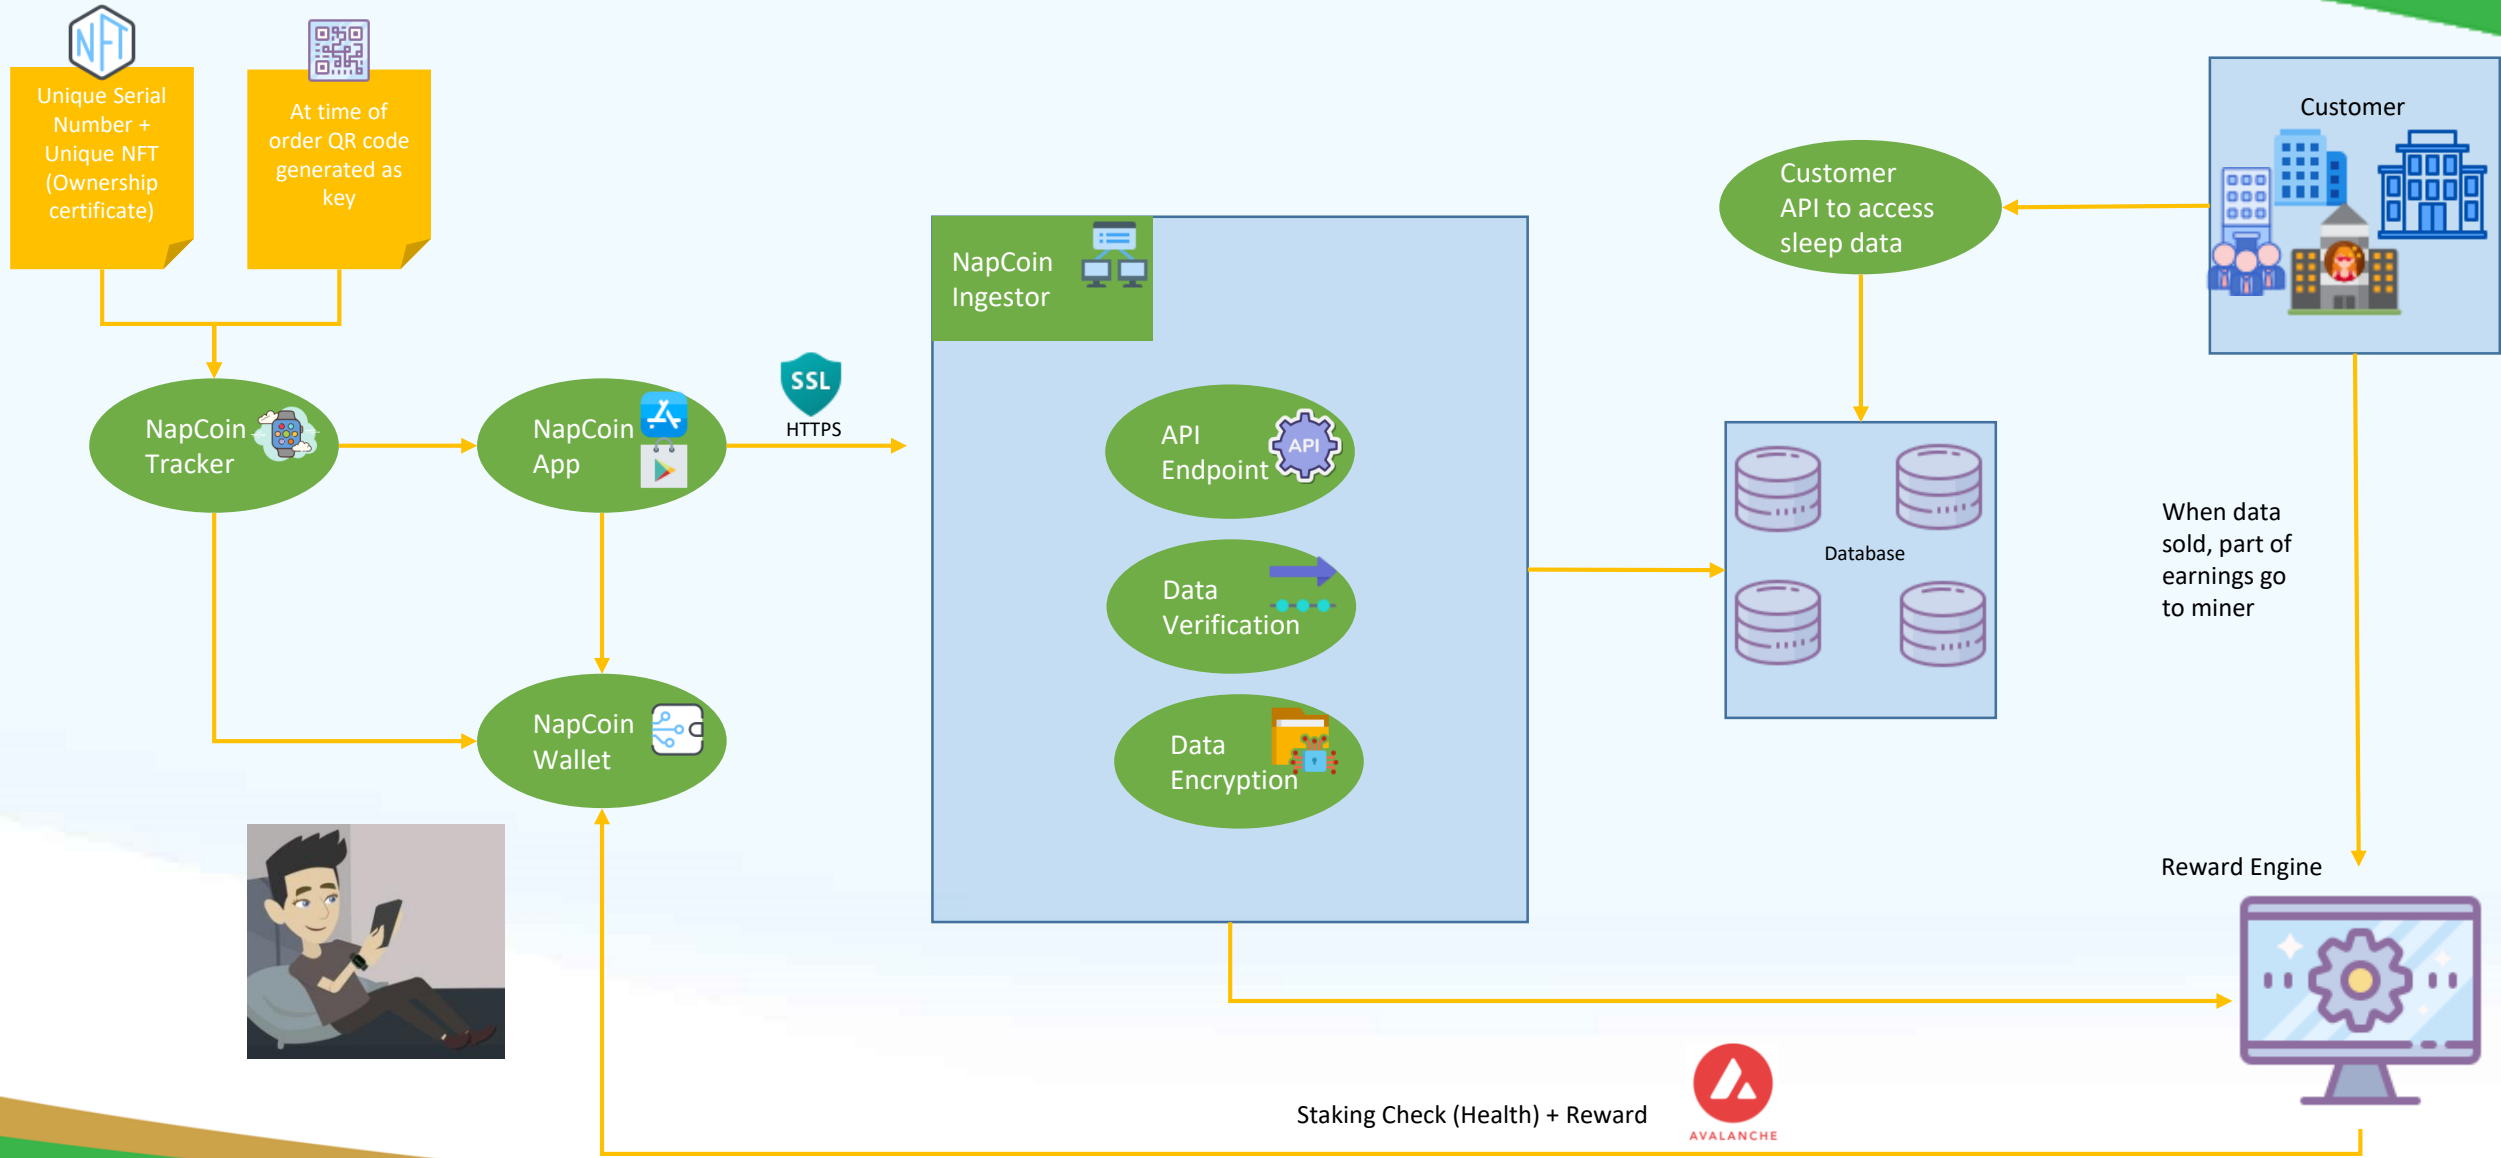 NFT
Unique Serial
Number +
Unique NFT
(Ownership
certificate)
At time of
order QR code
generated as
key
Customer
Customer
API to access
sleep data
NapCoin
Ingestor
SSL
HTTPS
NapCoin
Tracker
NapCoin
App
API
Endpoint
API
Data
Verification
Data
Encryption
Database
When data
sold, part of
earnings go
to miner
NapCoin
Wallet
Reward Engine
Staking Check (Health) + Reward
AVALANCHE